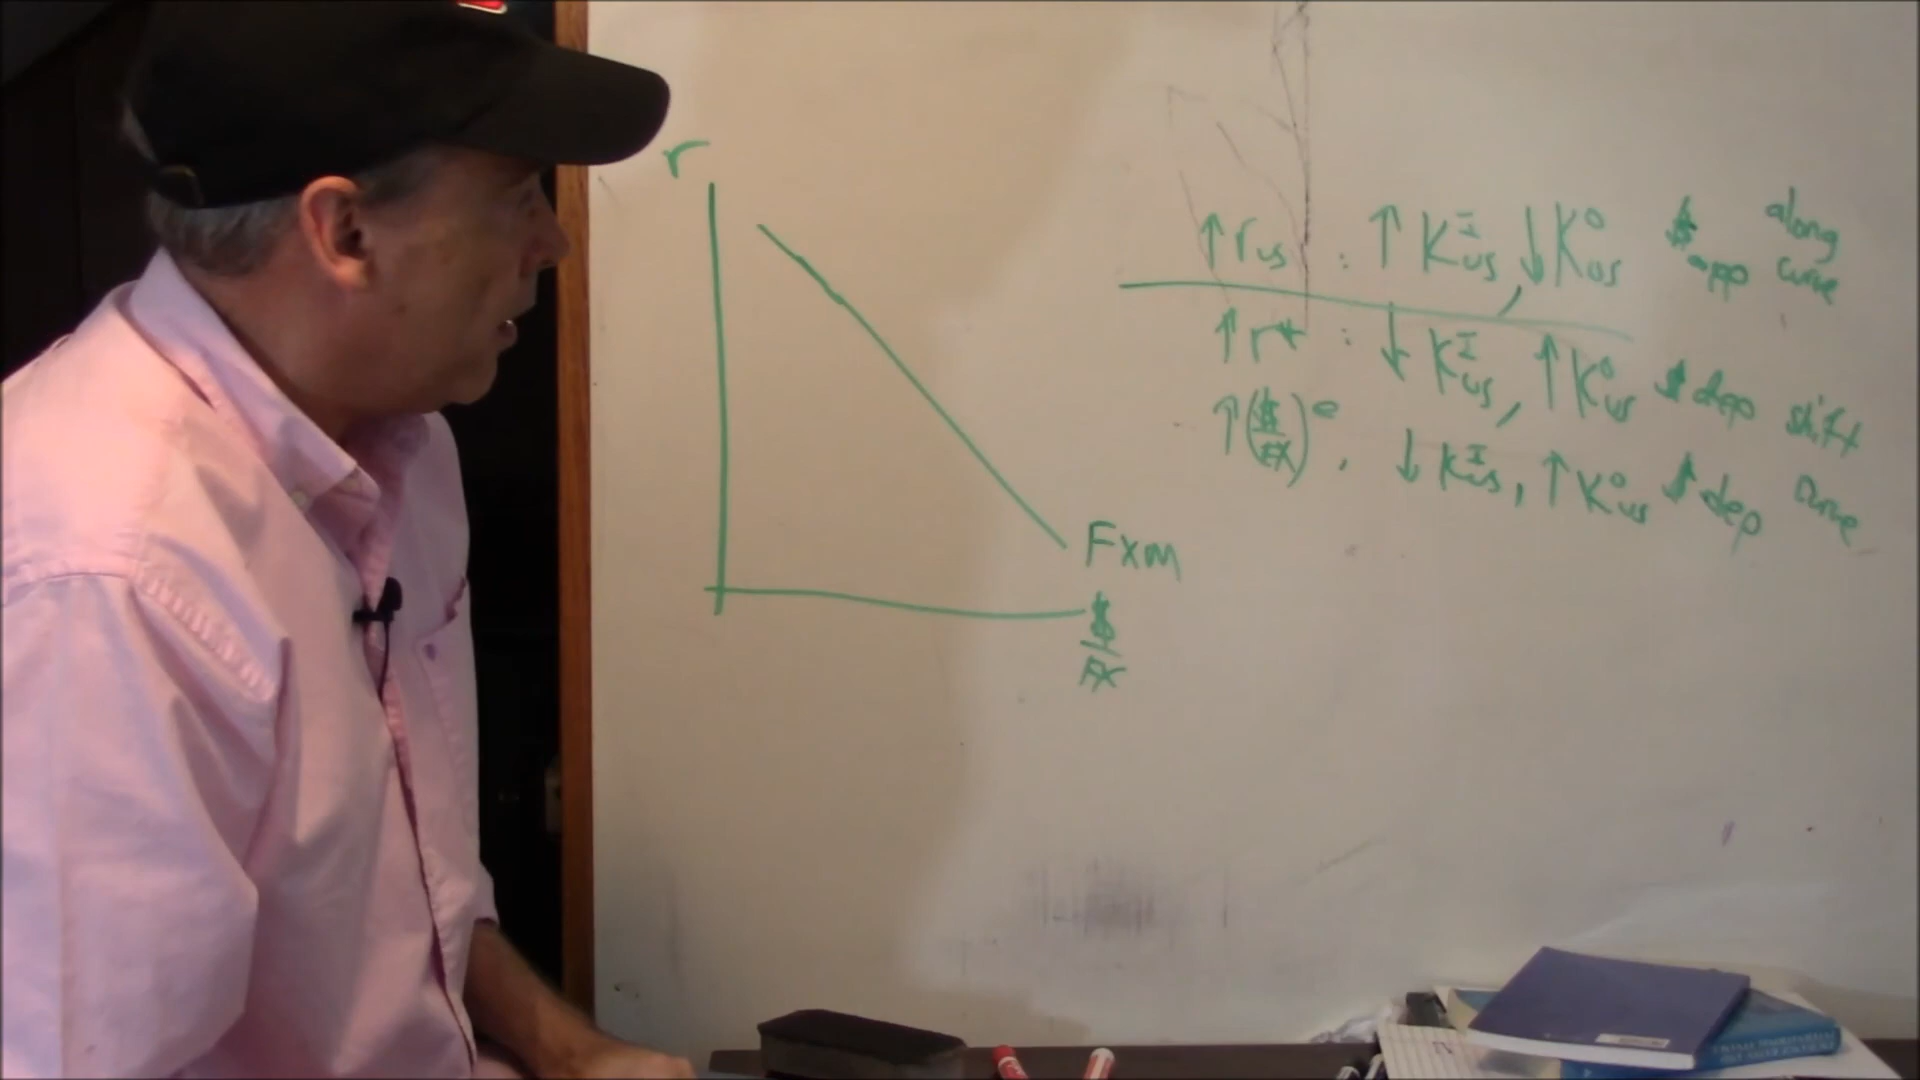 r
FXM
$
FX
↑ r us : ↑ K I us, ↓ K O us $ app along curve
↑ r* : ↓ K I us, ↑ K O us $ dep shift
↑ ($/FX)^e , ↓ K I us, ↑ K O us $ dep curve